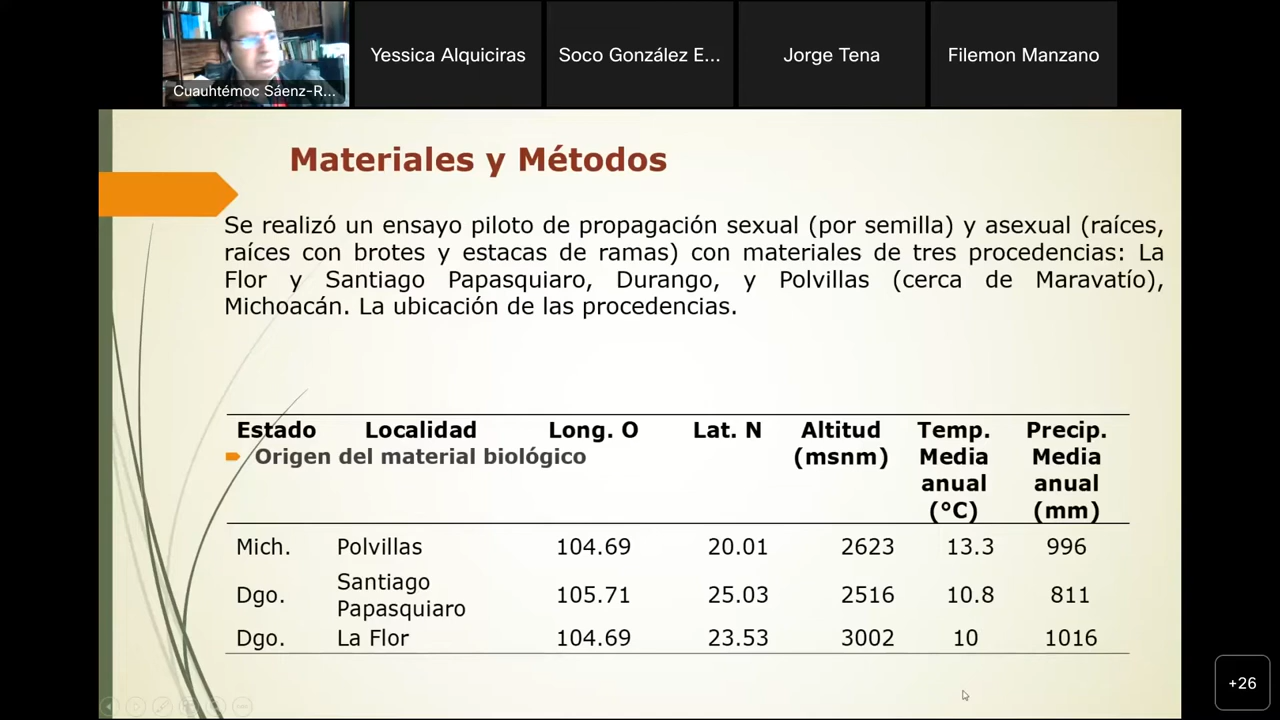 Cuauhtémoc Sáenz-R...
Yessica Alquiciras
Soco González E...
Jorge Tena
Filemon Manzano
Materiales y Métodos
Se realizó un ensayo piloto de propagación sexual (por semilla) y asexual (raíces,
raíces con brotes y estacas de ramas) con materiales de tres procedencias: La
Flor y Santiago Papasquiaro, Durango, y Polvillas (cerca de Maravatío),
Michoacán. La ubicación de las procedencias.
Estado Localidad Long. O Lat. N Altitud (msnm) Temp. Media anual (°C) Precip. Media anual (mm)
Origen del material biológico
Mich. Polvillas 104.69 20.01 2623 13.3 996
Dgo. Santiago Papasquiaro 105.71 25.03 2516 10.8 811
Dgo. La Flor 104.69 23.53 3002 10 1016
+26